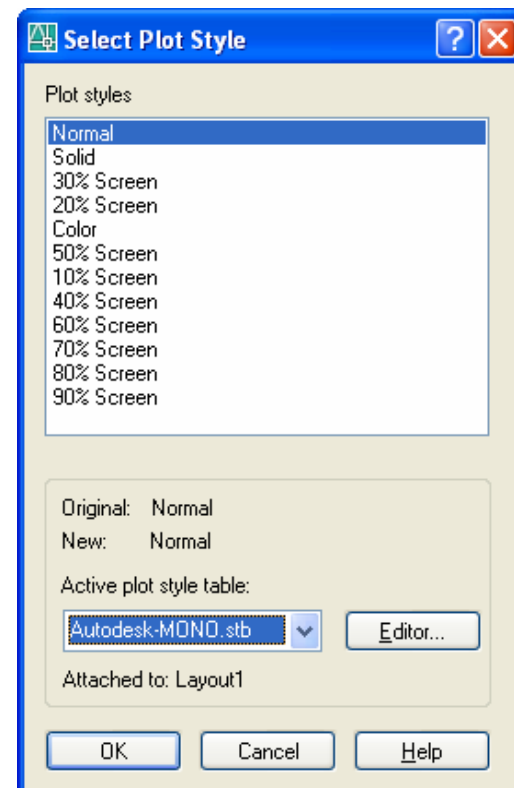 Select Plot Style
?
Plot styles
Normal
Solid
30% Screen
20% Screen
Color
50% Screen
10% Screen
40% Screen
60% Screen
70% Screen
80% Screen
90% Screen
Original: Normal
New: Normal
Active plot style table:
Autodesk-MONO.stb
Editor...
Attached to: Layout1
OK Cancel Help